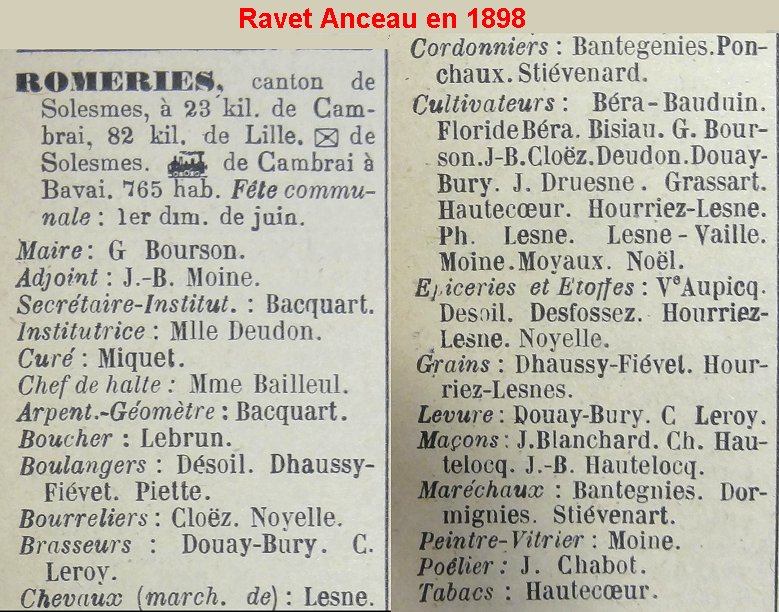 Ravet Anceau en 1898
ROMERIES, canton de
Solesmes, à 23 kil. de Cam-
brai, 82 kil. de Lille. de
Solesmes. de Cambrai à
Bavai. 765 hab. Fête commu-
nale : 1er dim. de juin.
Maire : G Bourson.
Adjoint : J.-B. Moine.
Secrétaire-Institut. : Bacquart.
Institutrice : Mlle Deudon.
Curé : Miquet.
Chef de halte : Mme Bailleul.
Arpent.-Géomètre : Bacquart.
Boucher : Lebrun.
Boulangers : Désoil. Dhaussy-
Fiévet. Piette.
Bourreliers : Cloëz. Noyelle.
Brasseurs : Douay-Bury. C.
Leroy.
Chevaux (march. de) : Lesne.
Cordonniers : Bantegenies. Pon-
chaux. Stiévenard.
Cultivateurs : Béra-Bauduin.
Floride Béra. Bisiau. G. Bour-
son. J-B. Cloëz. Deudon. Douay-
Bury. J. Druesne. Grassart.
Hautecœur. Hourriez-Lesne.
Ph. Lesne. Lesne-Vaille.
Moine. Moyaux. Noël.
Epiceries et Etoffes : Ve Aupicq.
Desoil. Desfossez. Hourriez-
Lesne. Noyelle.
Grains : Dhaussy-Fiévet. Hour-
riez-Lesnes.
Levure : Douay-Bury. C Leroy.
Maçons : J. Blanchard. Ch. Hau-
telocq. J.-B. Hautelocq.
Maréchaux : Bantegnies. Dor-
mignies. Stiévenart.
Peintre-Vitrier : Moine.
Poêlier : J. Chabot.
Tabacs : Hautecœur.